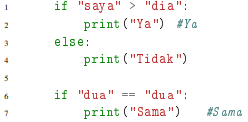 1 if "saya" > "dia":
2     print("Ya") #Ya
3 else:
4     print("Tidak")
5
6 if "dua" == "dua":
7     print("Sama")    #Sama